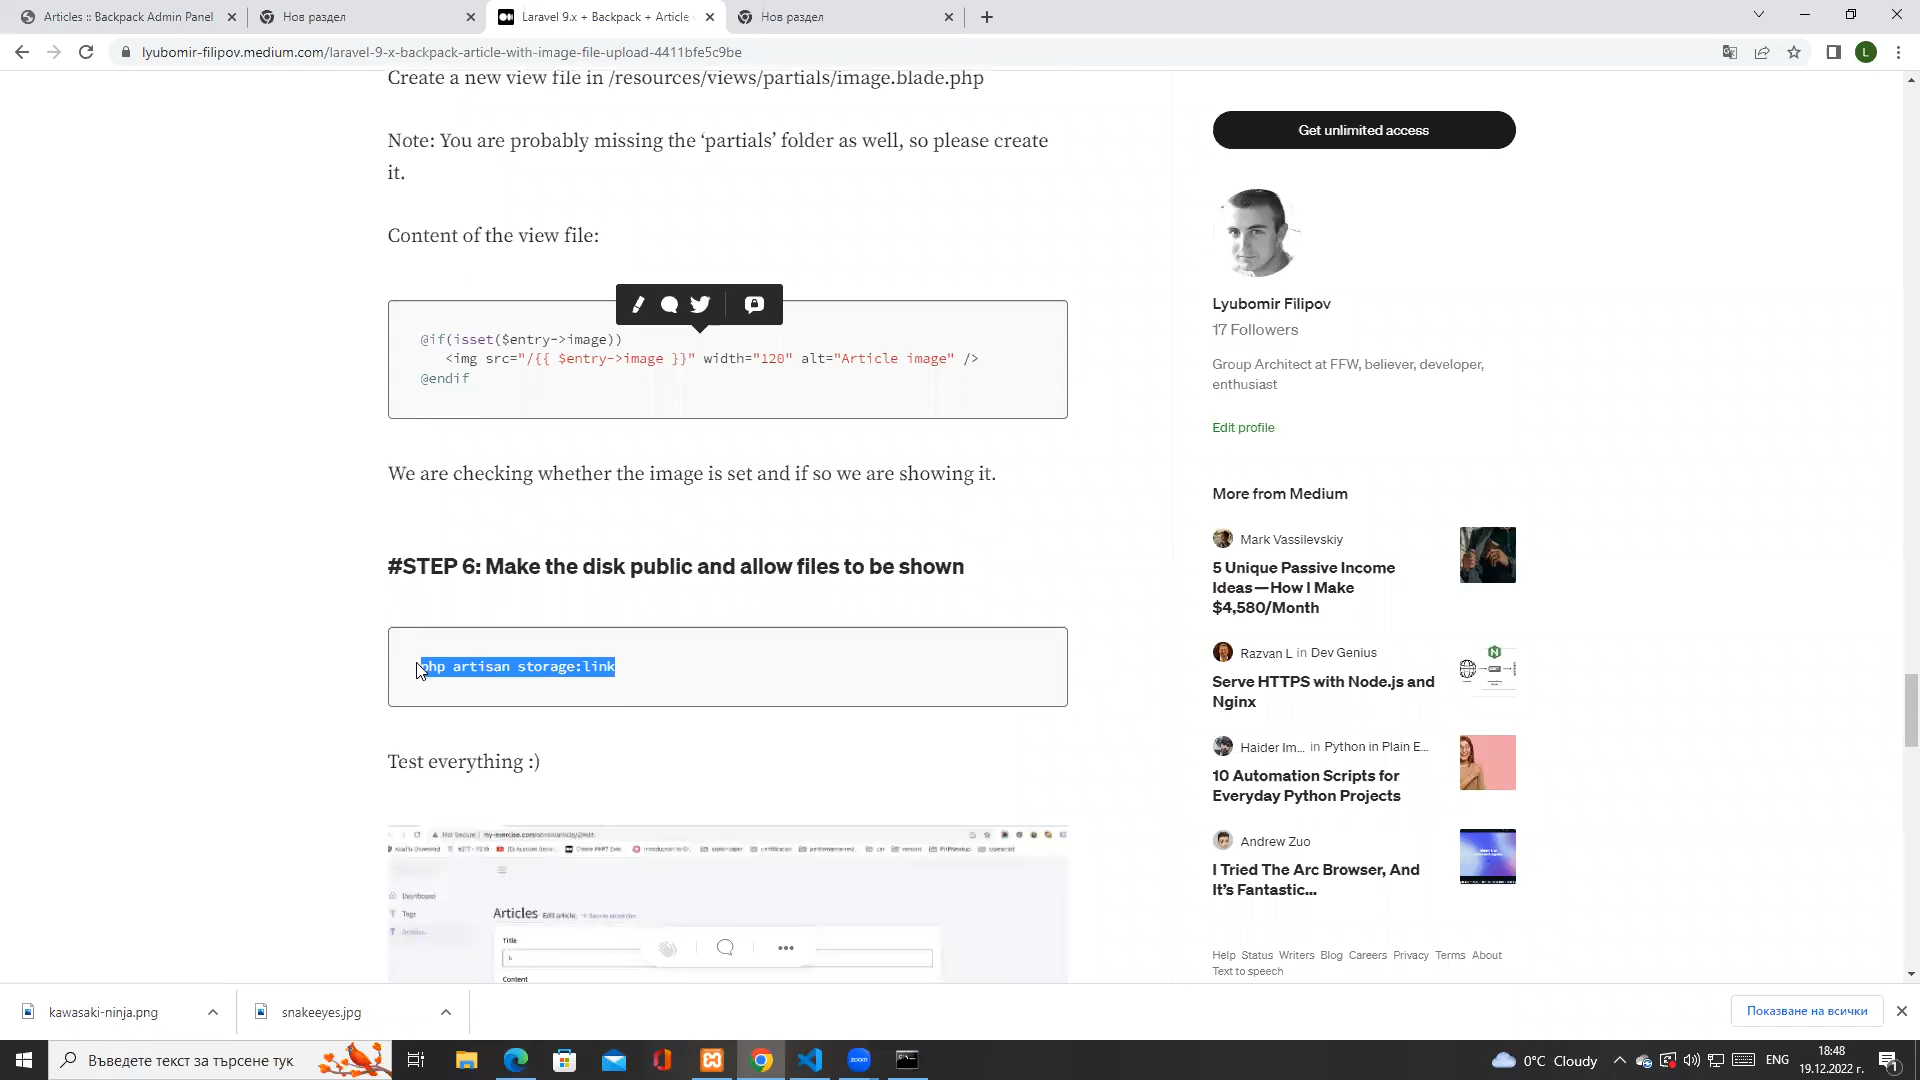 Articles :: Backpack Admin Panel
Нов раздел
Laravel 9.x + Backpack + Article
Нов раздел
lyubomir-filipov.medium.com/laravel-9-x-backpack-article-with-image-file-upload-4411bfe5c9be
L
Create a new view file in /resources/views/partials/image.blade.php
Note: You are probably missing the ‘partials’ folder as well, so please create
it.
Content of the view file:
@if(isset($entry->image))
<img src="/{{ $entry->image }}" width="120" alt="Article image" />
@endif
We are checking whether the image is set and if so we are showing it.
#STEP 6: Make the disk public and allow files to be shown
php artisan storage:link
Test everything :)
Dashboard
Tags
Articles Edit article.
Title
Content
Get unlimited access
Lyubomir Filipov
17 Followers
Group Architect at FFW, believer, developer,
enthusiast
Edit profile
More from Medium
Mark Vassilevskiy
5 Unique Passive Income
Ideas — How I Make
$4,580/Month
Razvan L in Dev Genius
Serve HTTPS with Node.js and
Nginx
Haider Im... in Python in Plain E...
10 Automation Scripts for
Everyday Python Projects
Andrew Zuo
I Tried The Arc Browser, And
It’s Fantastic...
Help Status Writers Blog Careers Privacy Terms About
Text to speech
kawasaki-ninja.png
snakeeyes.jpg
Показване на всички
Въведете текст за търсене тук
zoom
0°C Cloudy
ENG
18:48
19.12.2022 г.
1